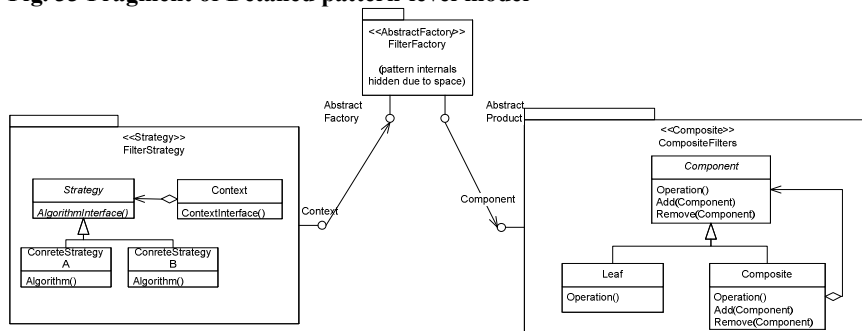 Fig. 33 Fragment of Detailed pattern-level model
<<AbstractFactory>>
FilterFactory
(pattern internals
hidden due to space)
Abstract
Factory
Abstract
Product
<<Strategy>>
FilterStrategy
Strategy
AlgorithmInterface()
Context
ContextInterface()
ConreteStrategy
A
Algorithm()
ConreteStrategy
B
Algorithm()
Context
Component
<<Composite>>
CompositeFilters
Component
Operation()
Add(Component)
Remove(Component)
Leaf
Operation()
Composite
Operation()
Add(Component)
Remove(Component)